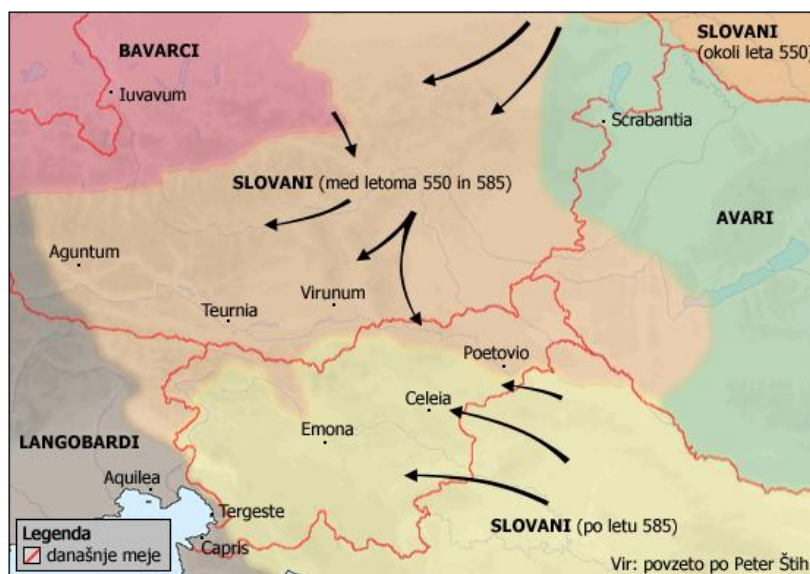 BAVARCI
Iuvavum
SLOVANI
(okoli leta 550)
Scrabantia
SLOVANI (med letoma 550 in 585)
AVARI
Aguntum
Virunum
Teurnia
Poetovio
Celeia
Emona
LANGOBARDI
Aquilea
Tergeste
Capris
SLOVANI (po letu 585)
Legenda
današnje meje
Vir: povzeto po Peter Štih